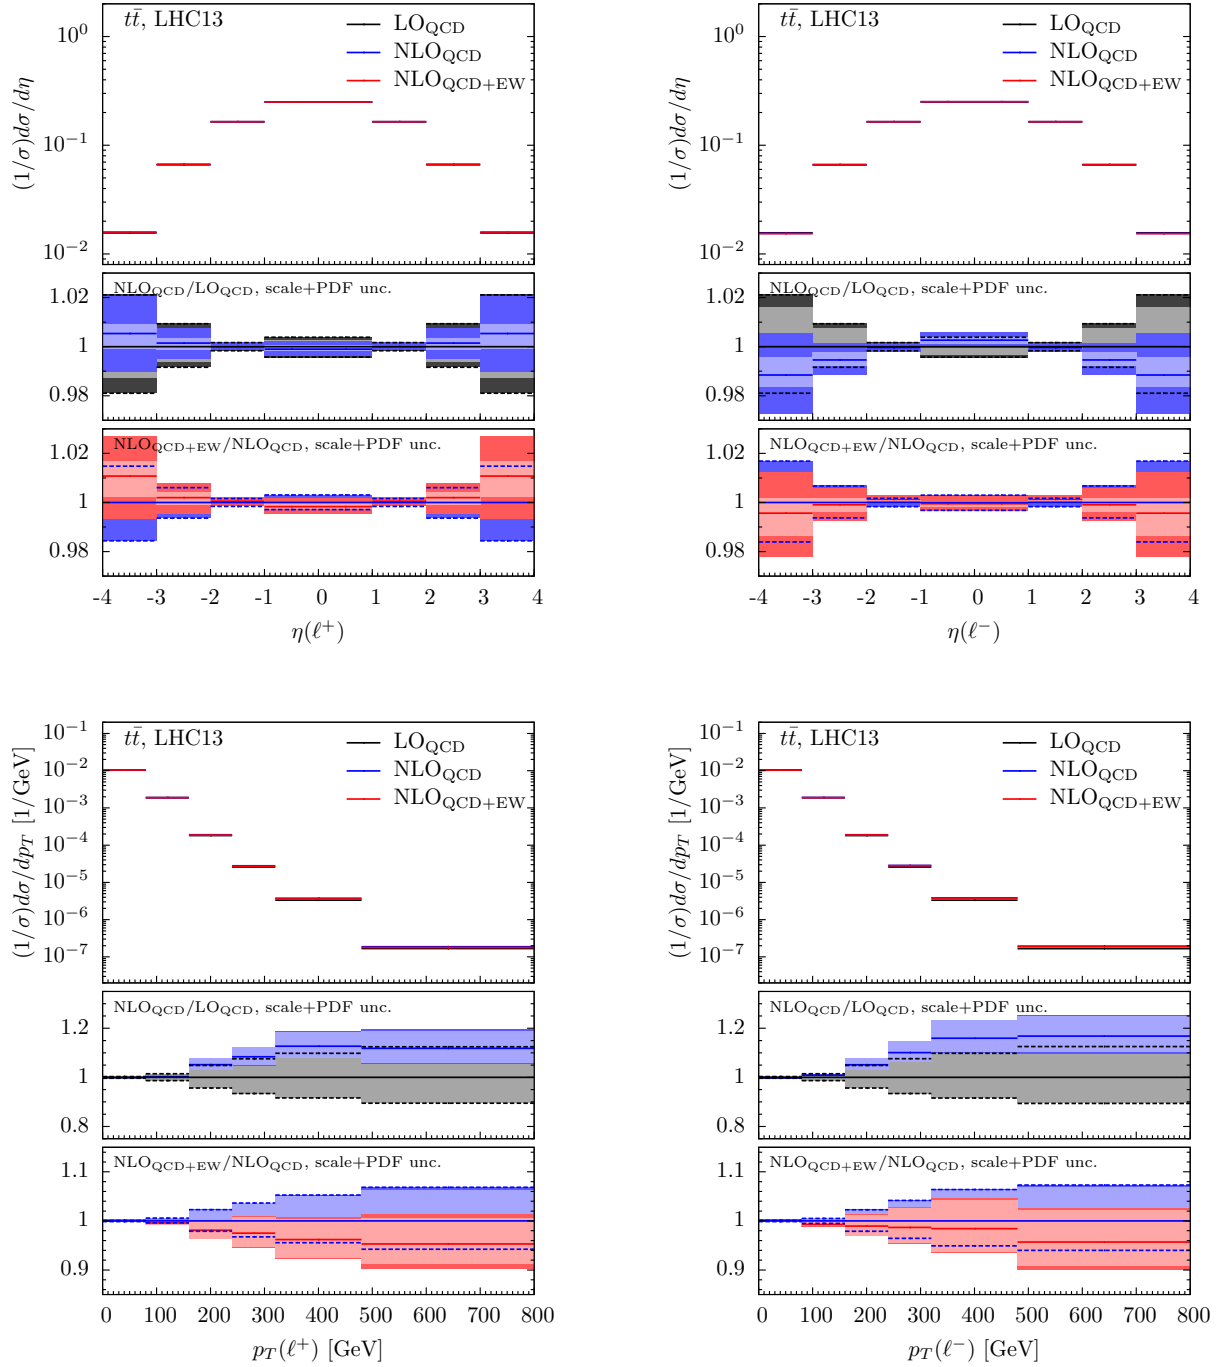 tt̄, LHC13
LO_QCD
NLO_QCD
NLO_QCD+EW
(1/σ)dσ/dη
10⁰
10⁻¹
10⁻²
NLO_QCD/LO_QCD, scale+PDF unc.
1.02
1
0.98
NLO_QCD+EW/NLO_QCD, scale+PDF unc.
1.02
1
0.98
-4 -3 -2 -1 0 1 2 3 4
η(ℓ⁺)
tt̄, LHC13
LO_QCD
NLO_QCD
NLO_QCD+EW
(1/σ)dσ/dη
10⁰
10⁻¹
10⁻²
NLO_QCD/LO_QCD, scale+PDF unc.
1.02
1
0.98
NLO_QCD+EW/NLO_QCD, scale+PDF unc.
1.02
1
0.98
-4 -3 -2 -1 0 1 2 3 4
η(ℓ⁻)
tt̄, LHC13
LO_QCD
NLO_QCD
NLO_QCD+EW
(1/σ)dσ/dp_T [1/GeV]
10⁻¹
10⁻²
10⁻³
10⁻⁴
10⁻⁵
10⁻⁶
10⁻⁷
NLO_QCD/LO_QCD, scale+PDF unc.
1.2
1
0.8
NLO_QCD+EW/NLO_QCD, scale+PDF unc.
1.1
1
0.9
0 100 200 300 400 500 600 700 800
p_T(ℓ⁺) [GeV]
tt̄, LHC13
LO_QCD
NLO_QCD
NLO_QCD+EW
(1/σ)dσ/dp_T [1/GeV]
10⁻¹
10⁻²
10⁻³
10⁻⁴
10⁻⁵
10⁻⁶
10⁻⁷
NLO_QCD/LO_QCD, scale+PDF unc.
1.2
1
0.8
NLO_QCD+EW/NLO_QCD, scale+PDF unc.
1.1
1
0.9
0 100 200 300 400 500 600 700 800
p_T(ℓ⁻) [GeV]